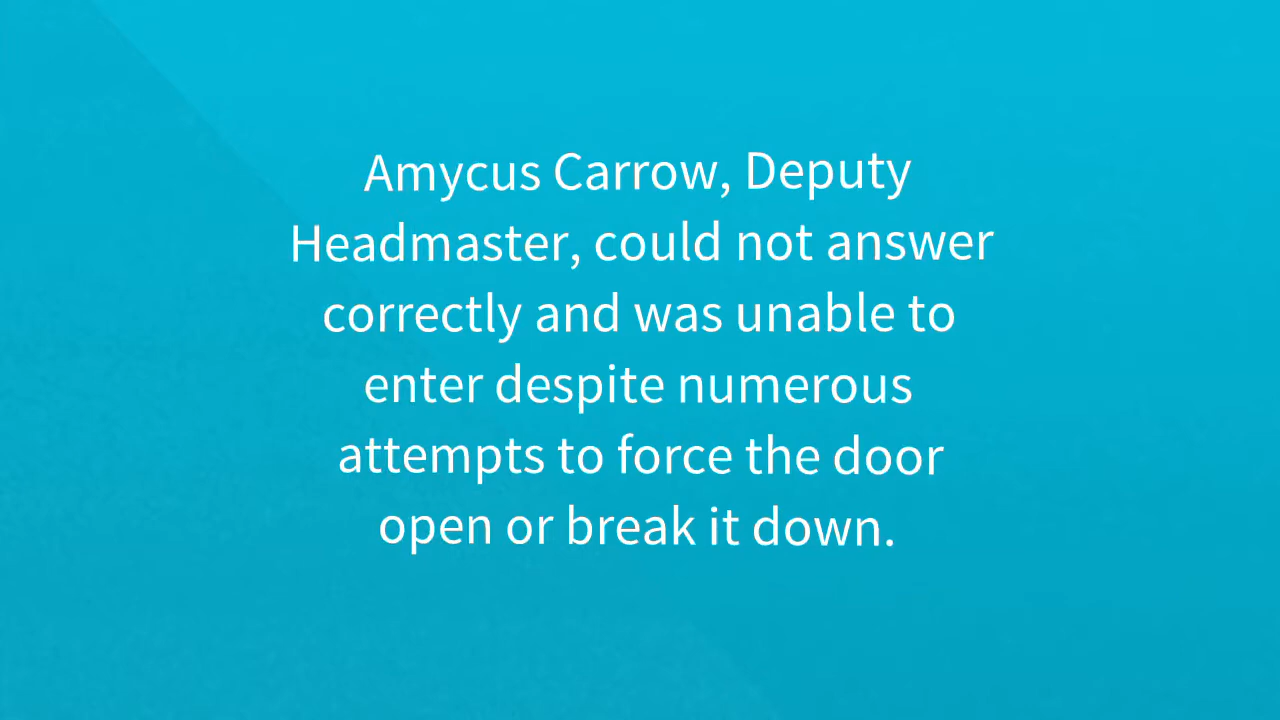 Amycus Carrow, Deputy
Headmaster, could not answer
correctly and was unable to
enter despite numerous
attempts to force the door
open or break it down.